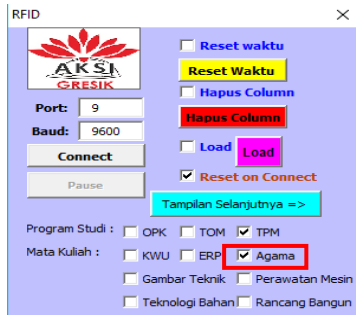 RFID
AKSI
GRESIK
Reset waktu
Reset Waktu
Hapus Column
Hapus Column
Port: 9
Baud: 9600
Load
Load
Connect
Reset on Connect
Pause
Tampilan Selanjutnya =>
Program Studi : OPK TOM TPM
Mata Kuliah : KWU ERP Agama
Gambar Teknik Perawatan Mesin
Teknologi Bahan Rancang Bangun